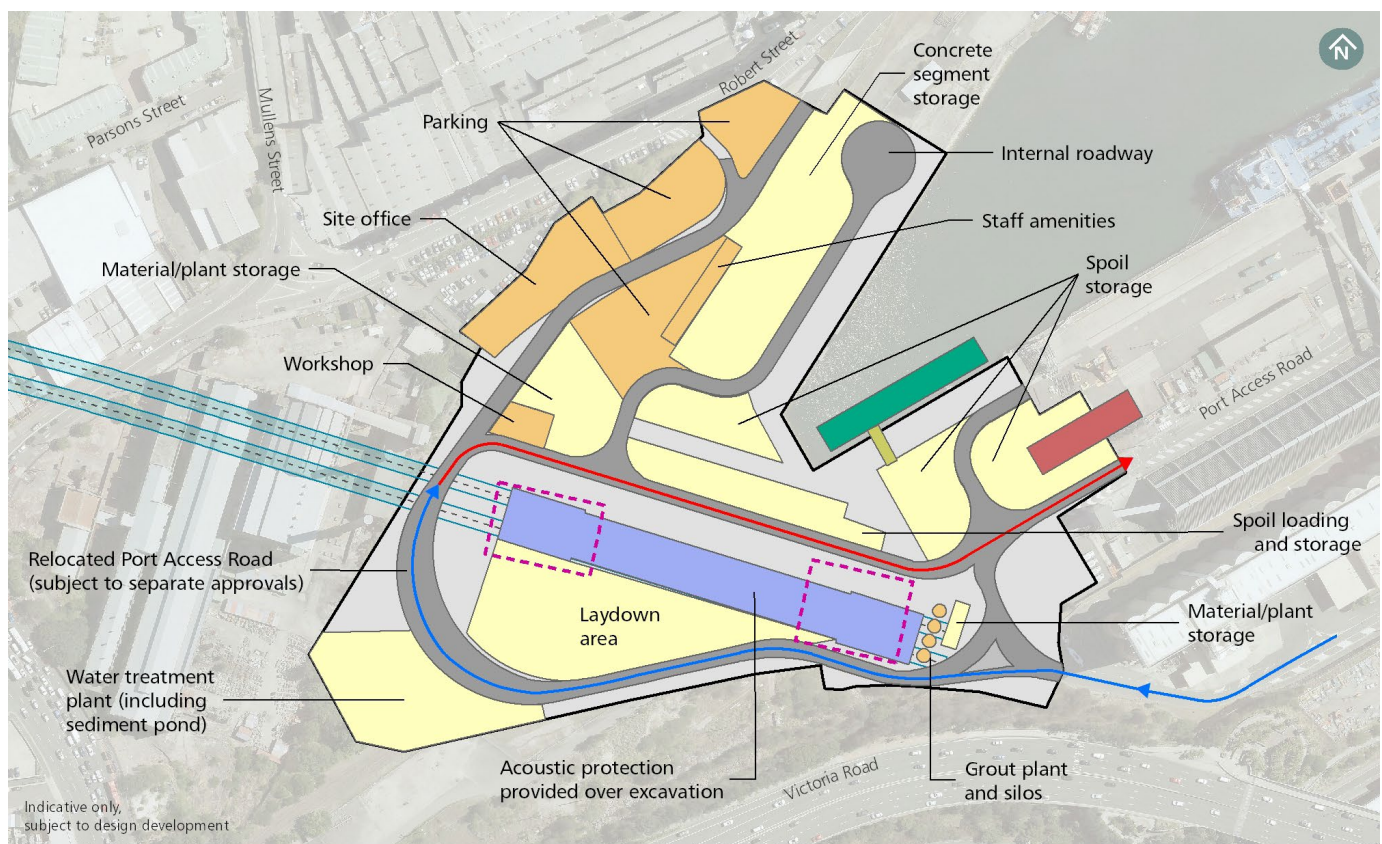 N
Robert Street
Concrete
segment
storage
Parsons Street
Mullens Street
Parking
Internal roadway
Site office
Staff amenities
Material/plant storage
Spoil
storage
Workshop
Port Access Road
Spoil loading
and storage
Relocated Port Access Road
(subject to separate approvals)
Laydown
area
Material/plant
storage
Water treatment
plant (including
sediment pond)
Acoustic protection
provided over excavation
Victoria Road
Grout plant
and silos
Indicative only,
subject to design development